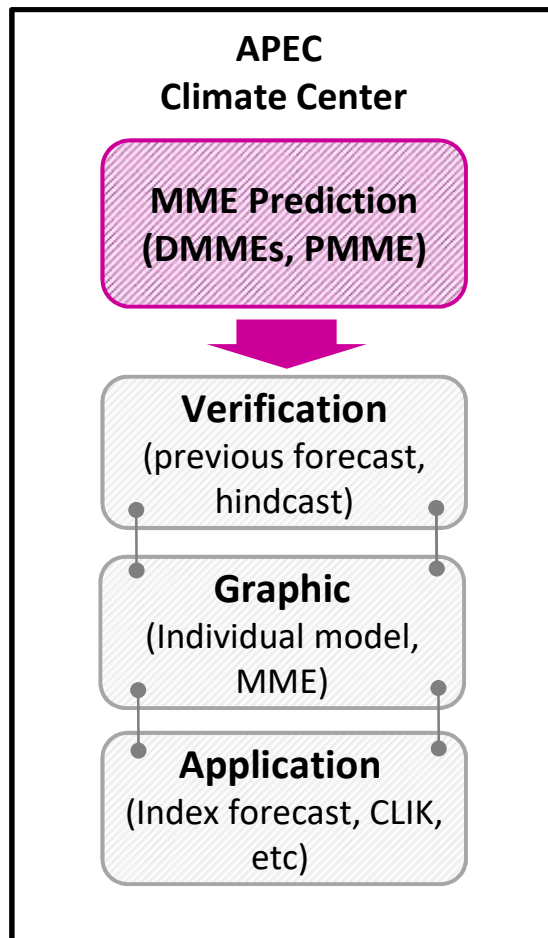 APEC
Climate Center
MME Prediction
(DMMEs, PMME)
Verification
(previous forecast,
hindcast)
Graphic
(Individual model,
MME)
Application
(Index forecast, CLIK,
etc)